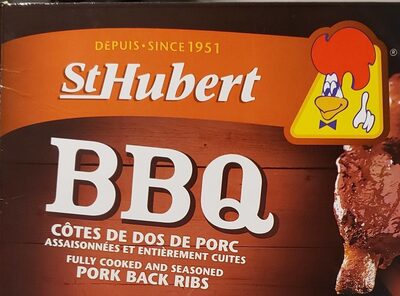 DEPUIS · SINCE 1951
St Hubert
®
BBQ
CÔTES DE DOS DE PORC
ASSAISONNÉES ET ENTIÈREMENT CUITES
FULLY COOKED AND SEASONED
PORK BACK RIBS